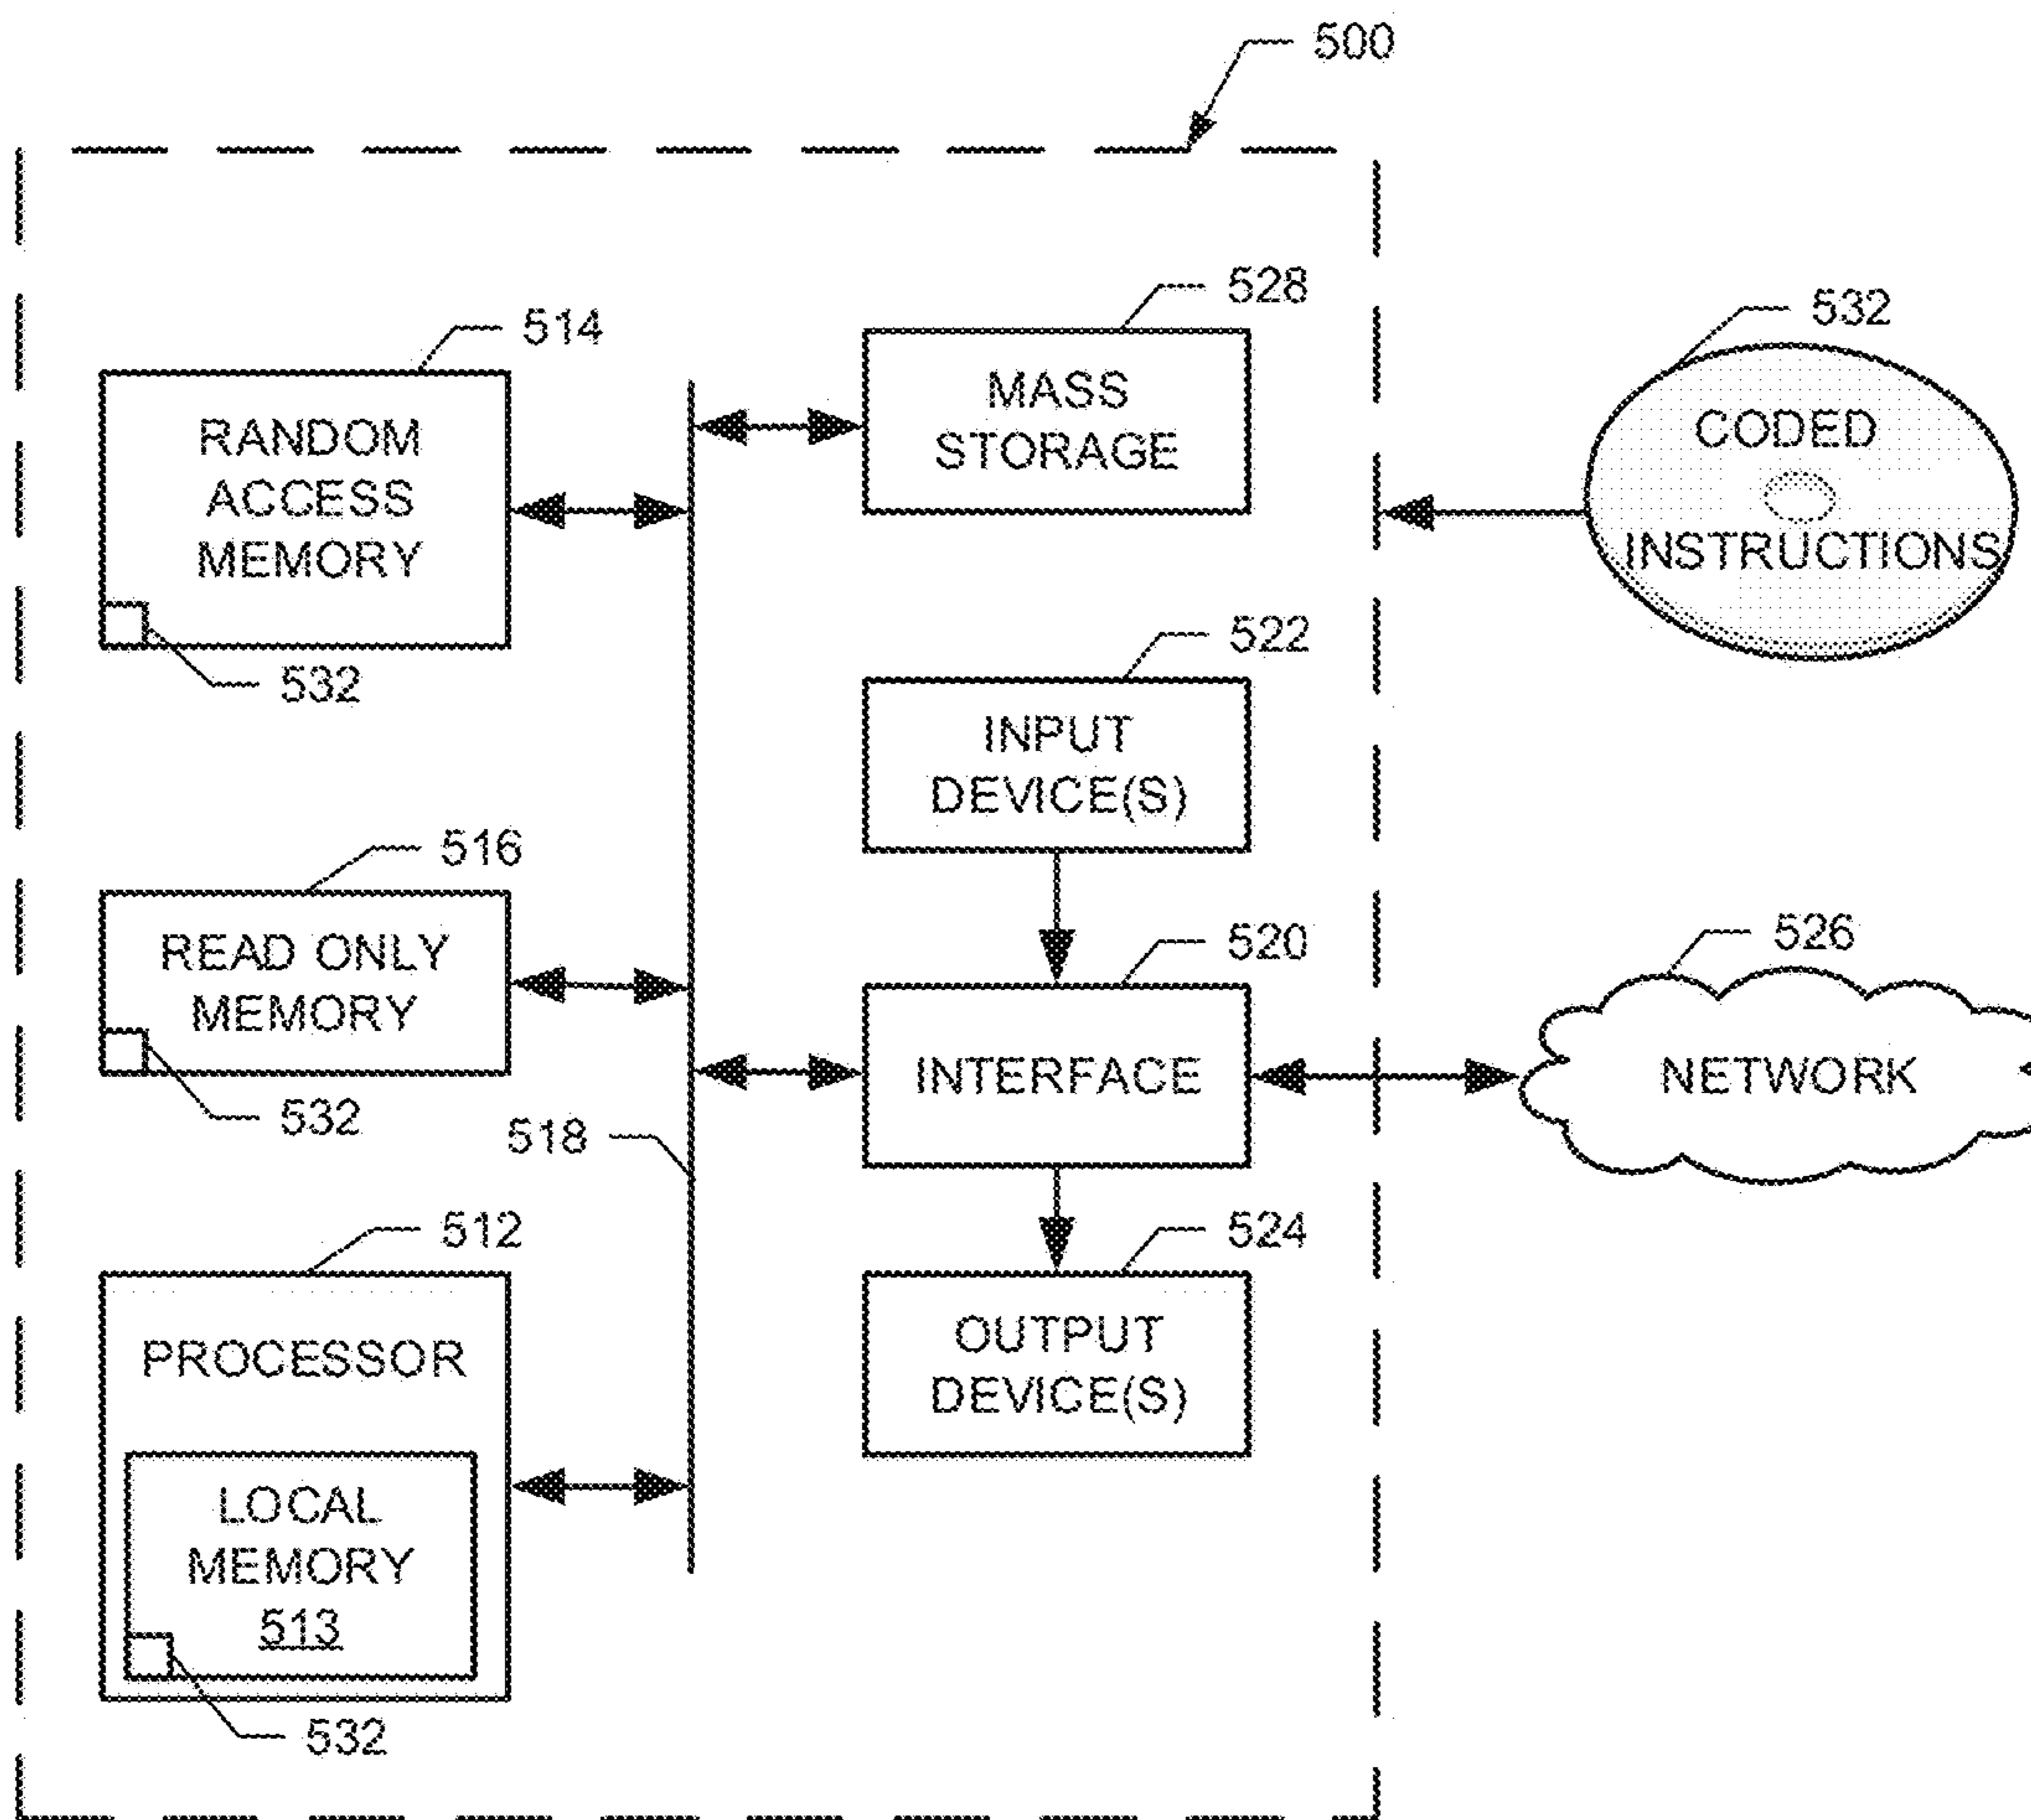 500
528
514
532
MASS
STORAGE
RANDOM
ACCESS
MEMORY
CODED
INSTRUCTIONS
532
522
INPUT
DEVICE(S)
516
READ ONLY
MEMORY
532
520
526
INTERFACE
NETWORK
518
512
524
PROCESSOR
OUTPUT
DEVICE(S)
LOCAL
MEMORY
513
532